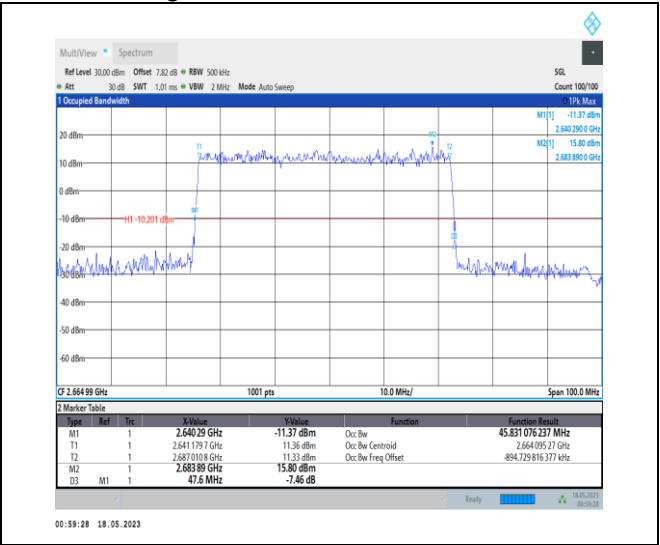 MultiView Spectrum
Ref Level 30.00 dBm Offset 7.82 dB RBW 500 kHz SGL
Att 30 dB SWT 1.01 ms VBW 2 MHz Mode Auto Sweep Count 100/100
1 Occupied Bandwidth 1Pk Max
M1[1] -11.37 dBm
2.640 290 0 GHz
M2[1] 15.80 dBm
2.683 890 0 GHz
20 dBm
M2
T1
T2
10 dBm
0 dBm
M1
-10 dBm
H1 -10.201 dBm
D3
-20 dBm
-30 dBm
-40 dBm
-50 dBm
-60 dBm
CF 2.664 99 GHz 1001 pts 10.0 MHz/ Span 100.0 MHz
2 Marker Table
Type Ref Trc X-Value Y-Value Function Function Result
M1 1 2.640 29 GHz -11.37 dBm Occ Bw 45.831 076 237 MHz
T1 1 2.641 179 7 GHz 11.36 dBm Occ Bw Centroid 2.664 095 27 GHz
T2 1 2.687 010 8 GHz 11.33 dBm Occ Bw Freq Offset -894.729 816 377 kHz
M2 1 2.683 89 GHz 15.80 dBm
D3 M1 1 47.6 MHz -7.46 dB
Ready 18.05.2023
00:59:28
00:59:28 18.05.2023